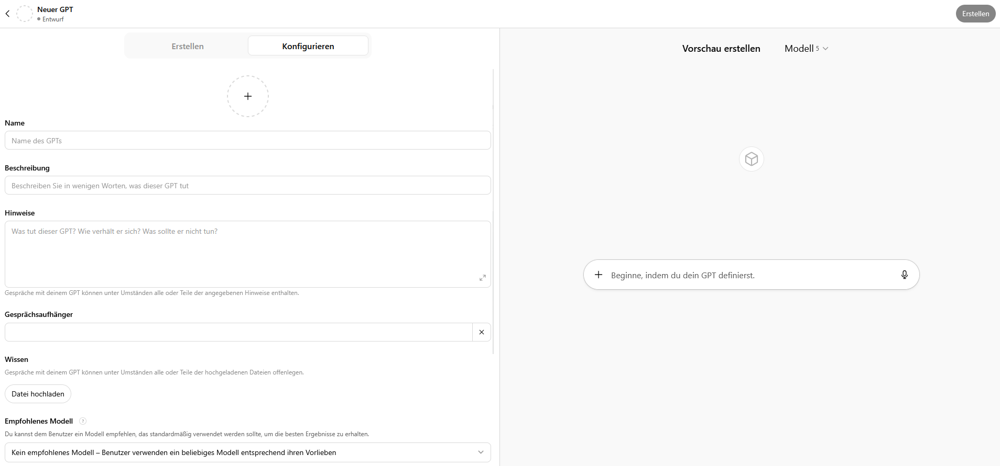 Neuer GPT
Entwurf
Erstellen
Erstellen
Konfigurieren
Name
Name des GPTs
Beschreibung
Beschreiben Sie in wenigen Worten, was dieser GPT tut
Hinweise
Was tut dieser GPT? Wie verhält er sich? Was sollte er nicht tun?
Gespräche mit deinem GPT können unter Umständen alle oder Teile der angegebenen Hinweise enthalten.
Gesprächsaufhänger
Wissen
Gespräche mit deinem GPT können unter Umständen alle oder Teile der hochgeladenen Dateien offenlegen.
Datei hochladen
Empfohlenes Modell ?
Du kannst dem Benutzer ein Modell empfehlen, das standardmäßig verwendet werden sollte, um die besten Ergebnisse zu erhalten.
Kein empfohlenes Modell – Benutzer verwenden ein beliebiges Modell entsprechend ihren Vorlieben
Vorschau erstellen
Modell 5
Beginne, indem du dein GPT definierst.